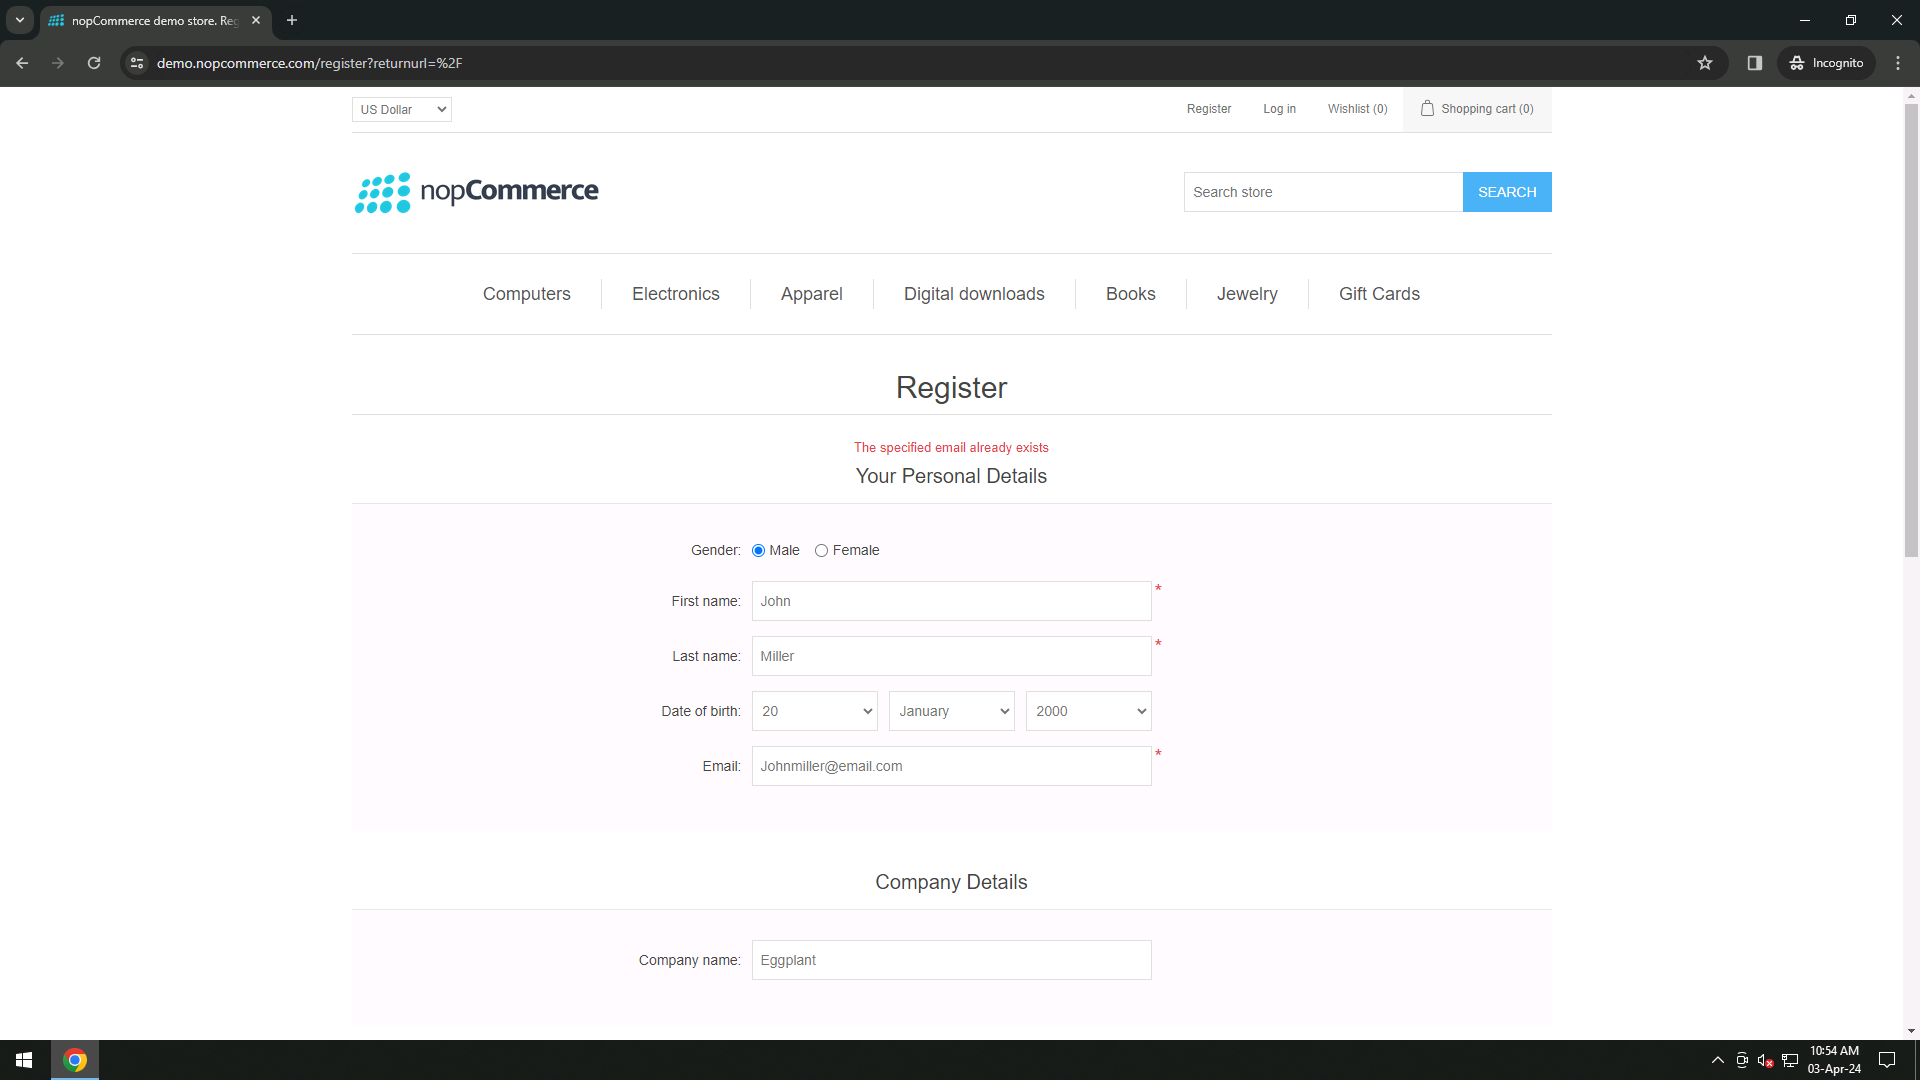 nopCommerce demo store. Reg
demo.nopcommerce.com/register?returnurl=%2F
Incognito
US Dollar
Register
Log in
Wishlist (0)
Shopping cart (0)
nopCommerce
Search store
SEARCH
Computers
Electronics
Apparel
Digital downloads
Books
Jewelry
Gift Cards
Register
The specified email already exists
Your Personal Details
Gender: Male Female
First name: John *
Last name: Miller *
Date of birth: 20 January 2000
Email: Johnmiller@email.com *
Company Details
Company name: Eggplant
10:54 AM
03-Apr-24